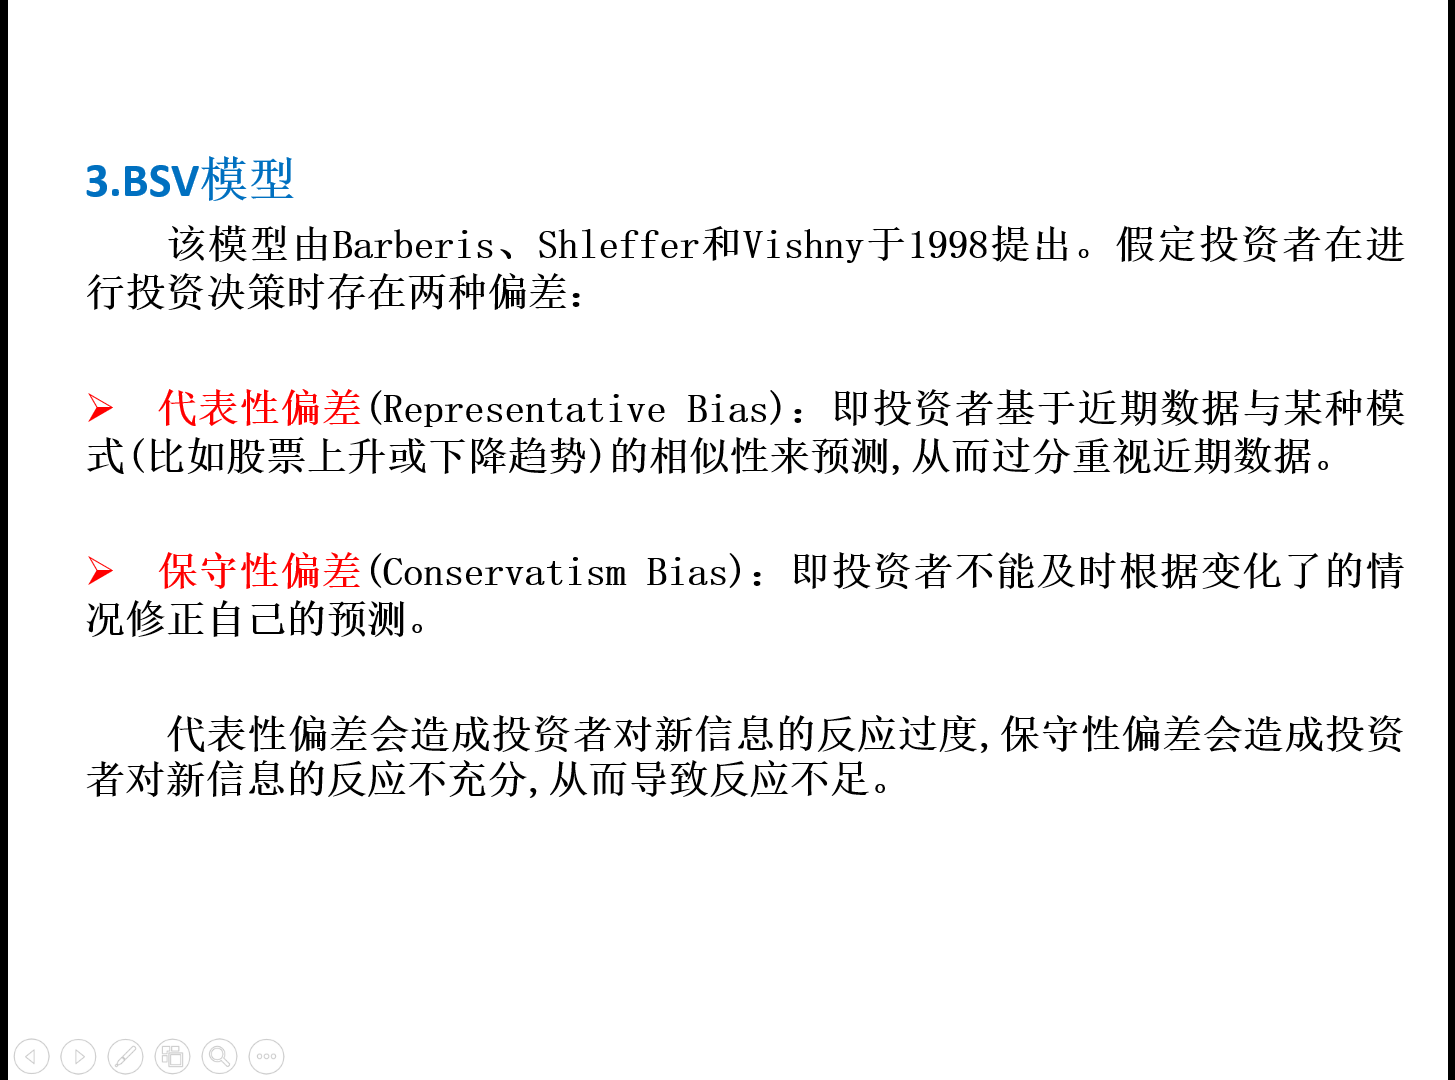 3.BSV模型
该模型由Barberis、Shleffer和Vishny于1998提出。假定投资者在进
行投资决策时存在两种偏差：
➢ 代表性偏差(Representative Bias)：即投资者基于近期数据与某种模
式(比如股票上升或下降趋势)的相似性来预测,从而过分重视近期数据。
➢ 保守性偏差(Conservatism Bias)：即投资者不能及时根据变化了的情
况修正自己的预测。
代表性偏差会造成投资者对新信息的反应过度,保守性偏差会造成投资
者对新信息的反应不充分,从而导致反应不足。